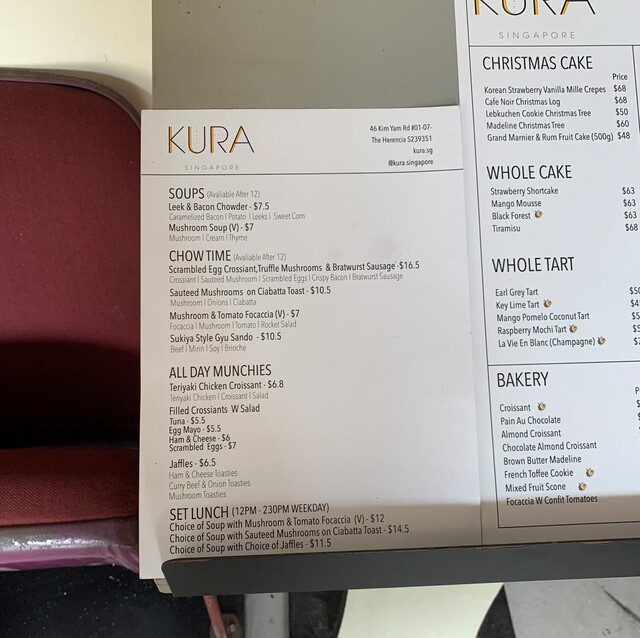 KURA
SINGAPORE
46 Kim Yam Rd #01-07-
The Herencia S239351
kura.sg
@kura.singapore
SOUPS (Avaliable After 12)
Leek & Bacon Chowder - $7.5
Caramelized Bacon | Potato | Leeks | Sweet Corn
Mushroom Soup (V) - $7
Mushroom | Cream | Thyme
CHOW TIME (Avaliable After 12)
Scrambled Egg Crossiant,Truffle Mushrooms & Bratwurst Sausage -$16.5
Crossiant | Sauteed Mushroom | Scrambled Eggs | Crispy Bacon | Bratwurst Sausage
Sauteed Mushrooms on Ciabatta Toast - $10.5
Mushroom | Onions | Ciabatta
Mushroom & Tomato Focaccia (V) - $7
Focaccia | Mushroom | Tomato | Rocket Salad
Sukiya Style Gyu Sando - $10.5
Beef | Mirin | Soy | Brioche
ALL DAY MUNCHIES
Teriyaki Chicken Croissant - $6.8
Teriyaki Chicken | Croissant | Salad
Filled Crossiants W Salad
Tuna - $5.5
Egg Mayo - $5.5
Ham & Cheese - $6
Scrambled Eggs - $7
Jaffles - $6.5
Ham & Cheese Toasties
Curry Beef & Onion Toasties
Mushroom Toasties
SET LUNCH (12PM - 230PM WEEKDAY)
Choice of Soup with Mushroom & Tomato Focaccia (V) - $12
Choice of Soup with Sauteed Mushrooms on Ciabatta Toast - $14.5
Choice of Soup with Choice of Jaffles - $11.5
KURA
SINGAPORE
CHRISTMAS CAKE
Price
Korean Strawberry Vanilla Mille Crepes $68
Cafe Noir Christmas Log $68
Lebkuchen Cookie Christmas Tree $50
Madeline Christmas Tree $60
Grand Marnier & Rum Fruit Cake (500g) $48
WHOLE CAKE
Strawberry Shortcake $63
Mango Mousse $63
Black Forest $63
Tiramisu $68
WHOLE TART
Earl Grey Tart
Key Lime Tart
Mango Pomelo Coconut Tart
Raspberry Mochi Tart
La Vie En Blanc (Champagne)
BAKERY
Croissant
Pain Au Chocolate
Almond Croissant
Chocolate Almond Croissant
Brown Butter Madeline
French Toffee Cookie
Mixed Fruit Scone
Focaccia W Confit Tomatoes